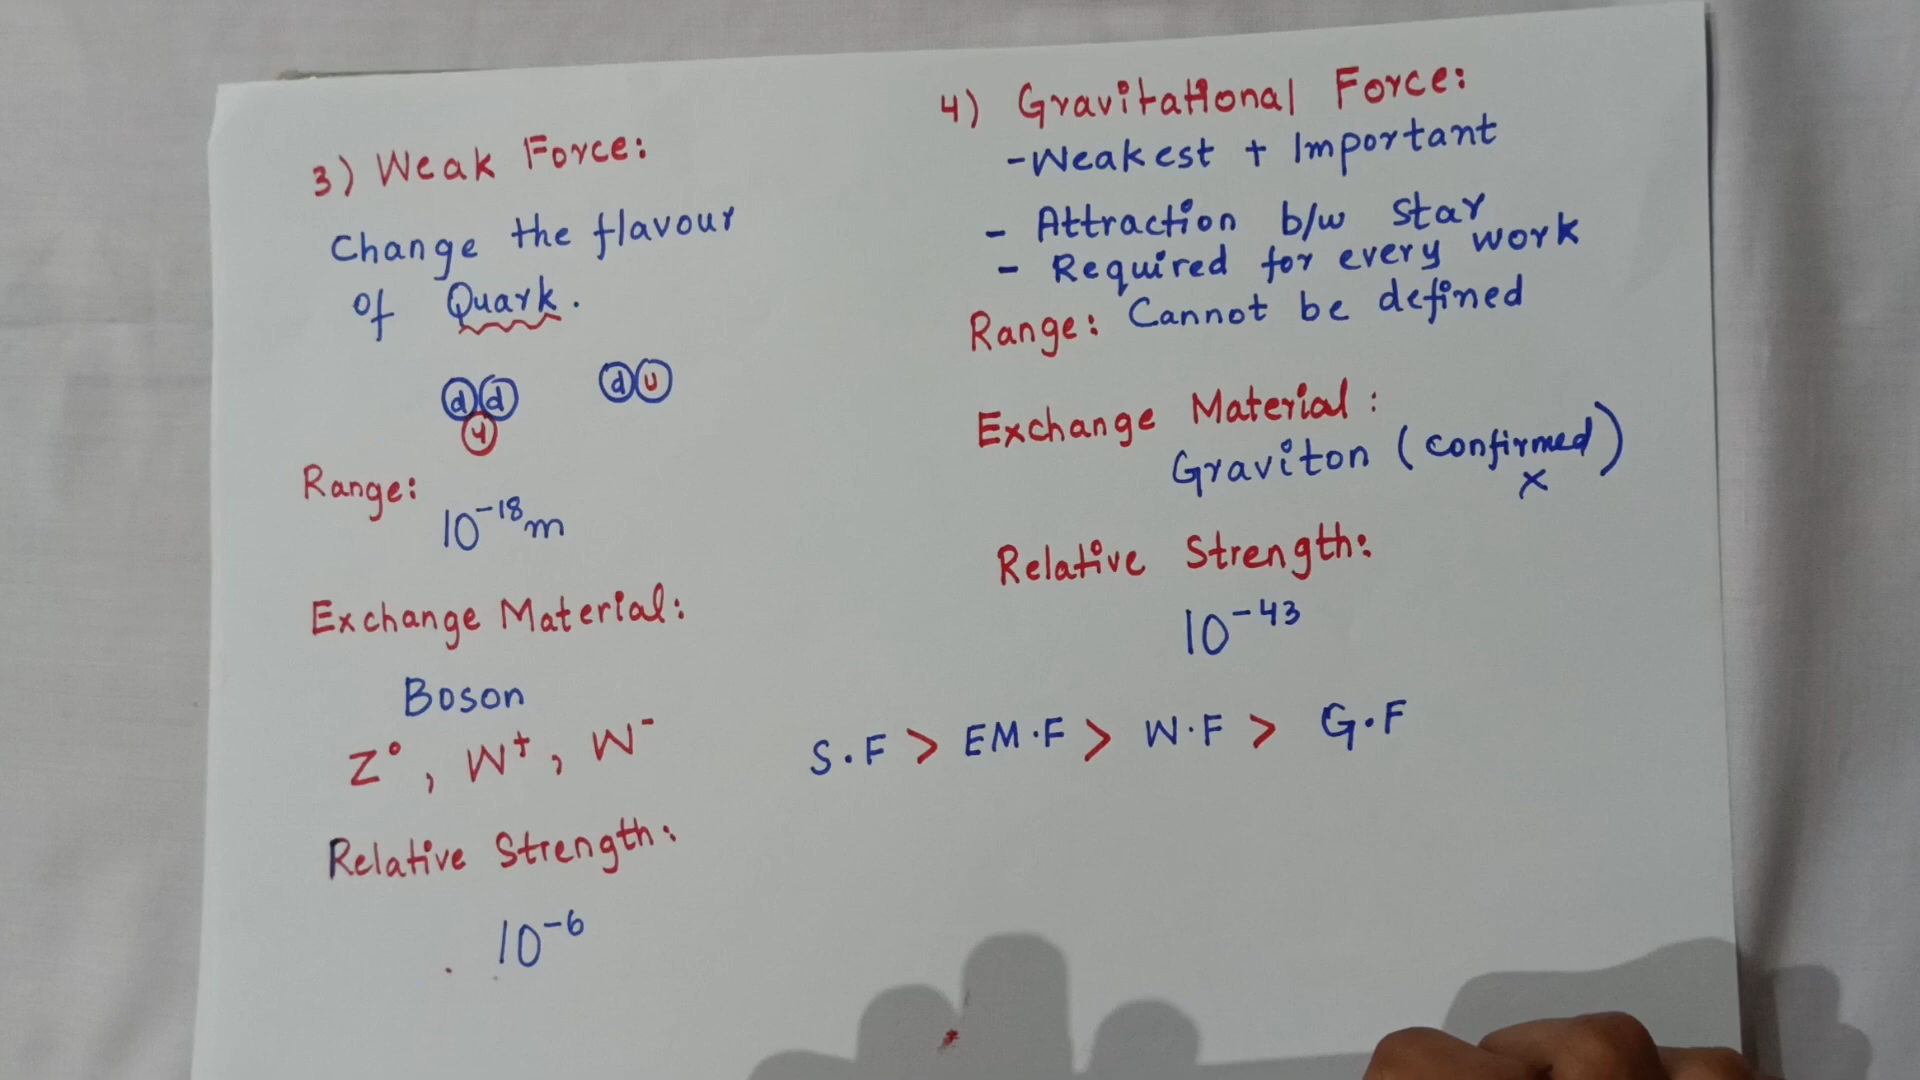 3) Weak Force:
Change the flavour
of Quark.
d d d u
u
Range:
10⁻¹⁸m
Exchange Material:
Boson
Z⁰, W⁺, W⁻
Relative Strength:
10⁻⁶
4) Gravitational Force:
-Weakest + Important
- Attraction b/w star
- Required for every work
Range: Cannot be defined
Exchange Material:
Graviton (confirmed)
x
Relative Strength:
10⁻⁴³
S.F > EM.F > W.F > G.F